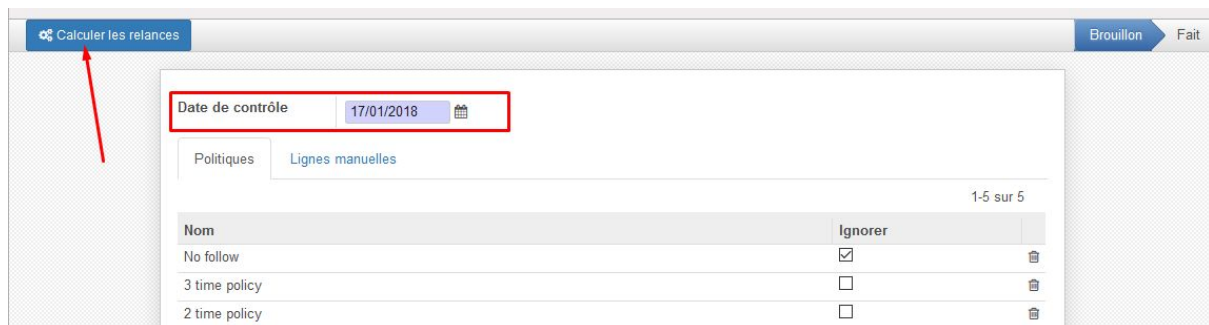 Calculer les relances
Brouillon
Fait
Date de contrôle
17/01/2018
Politiques
Lignes manuelles
1-5 sur 5
Nom
Ignorer
No follow
3 time policy
2 time policy